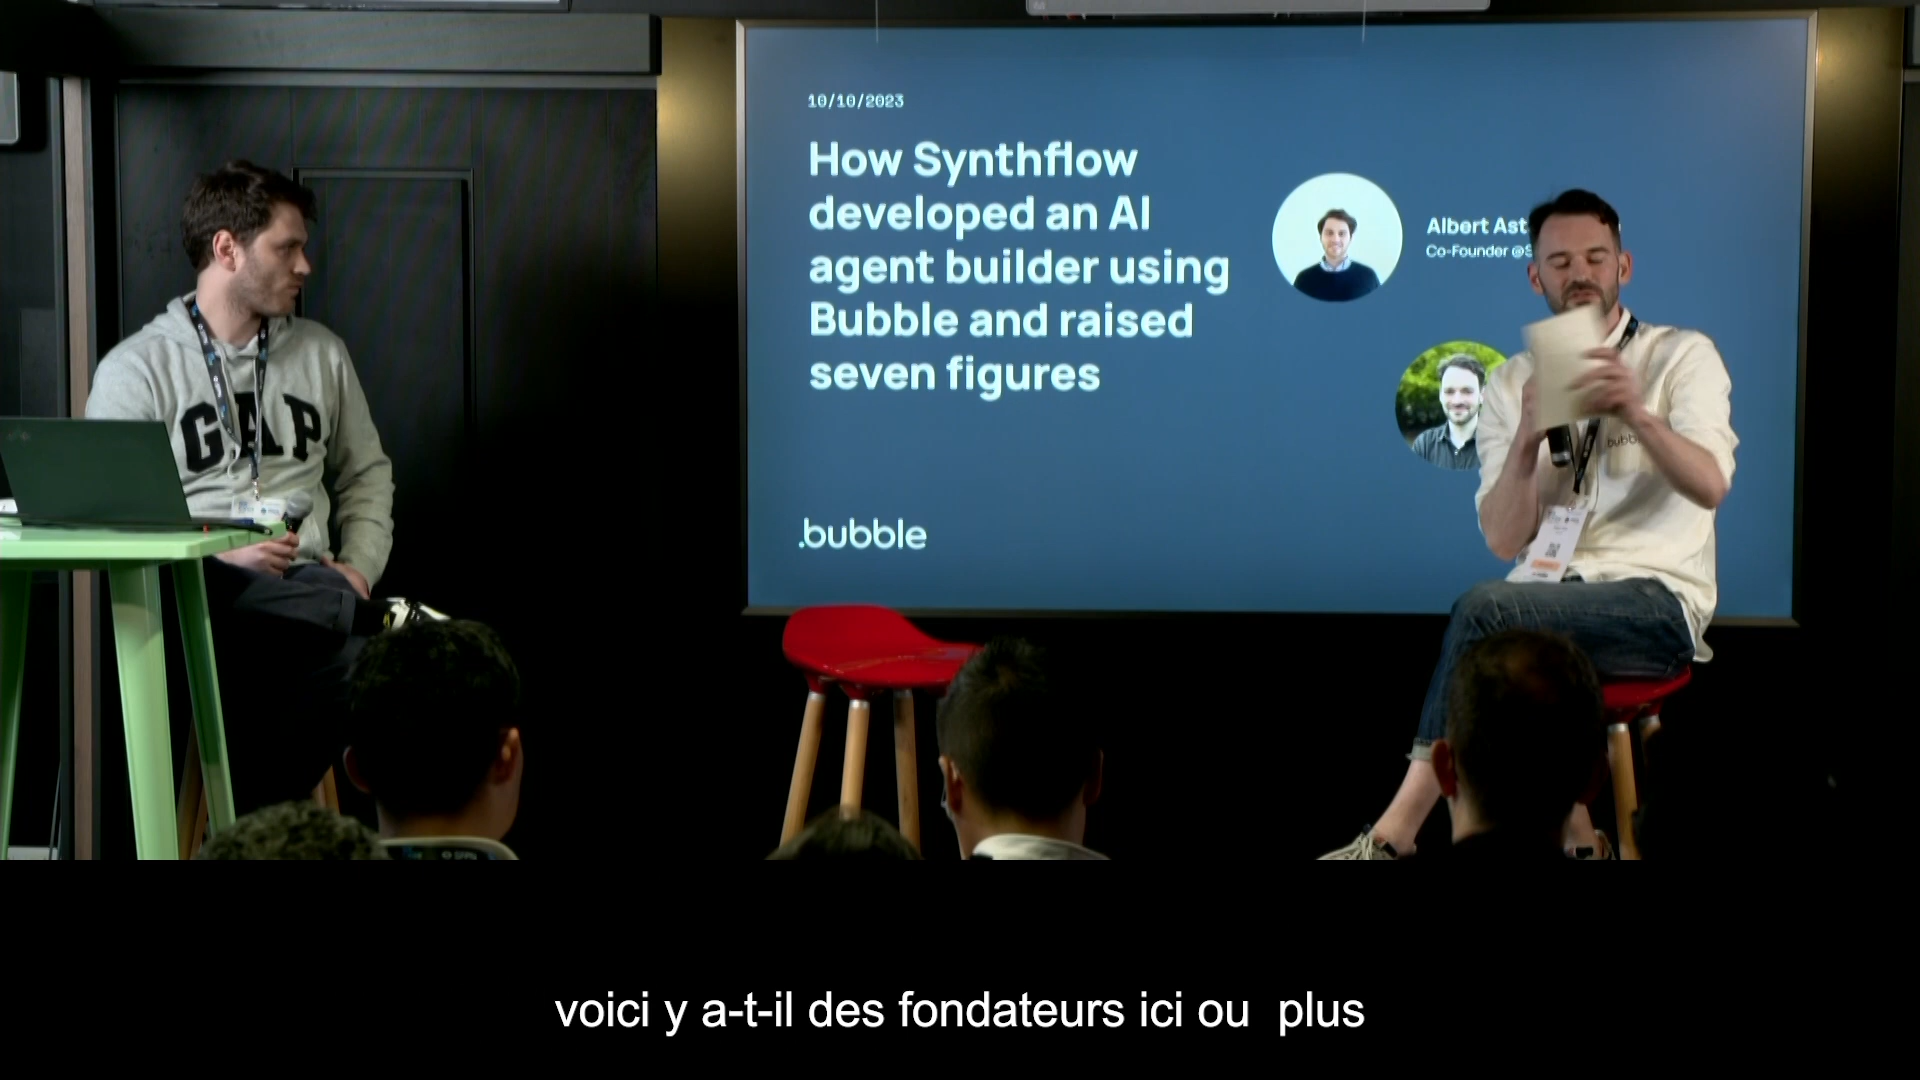 10/10/2023
How Synthflow
developed an AI
agent builder using
Bubble and raised
seven figures
Albert Ast
Co-Founder @S
.bubble
GAP
bubb
voici y a-t-il des fondateurs ici ou  plus